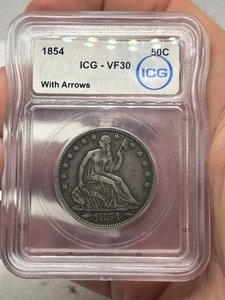 1854 50C
ICG - VF30
ICG
With Arrows
1854